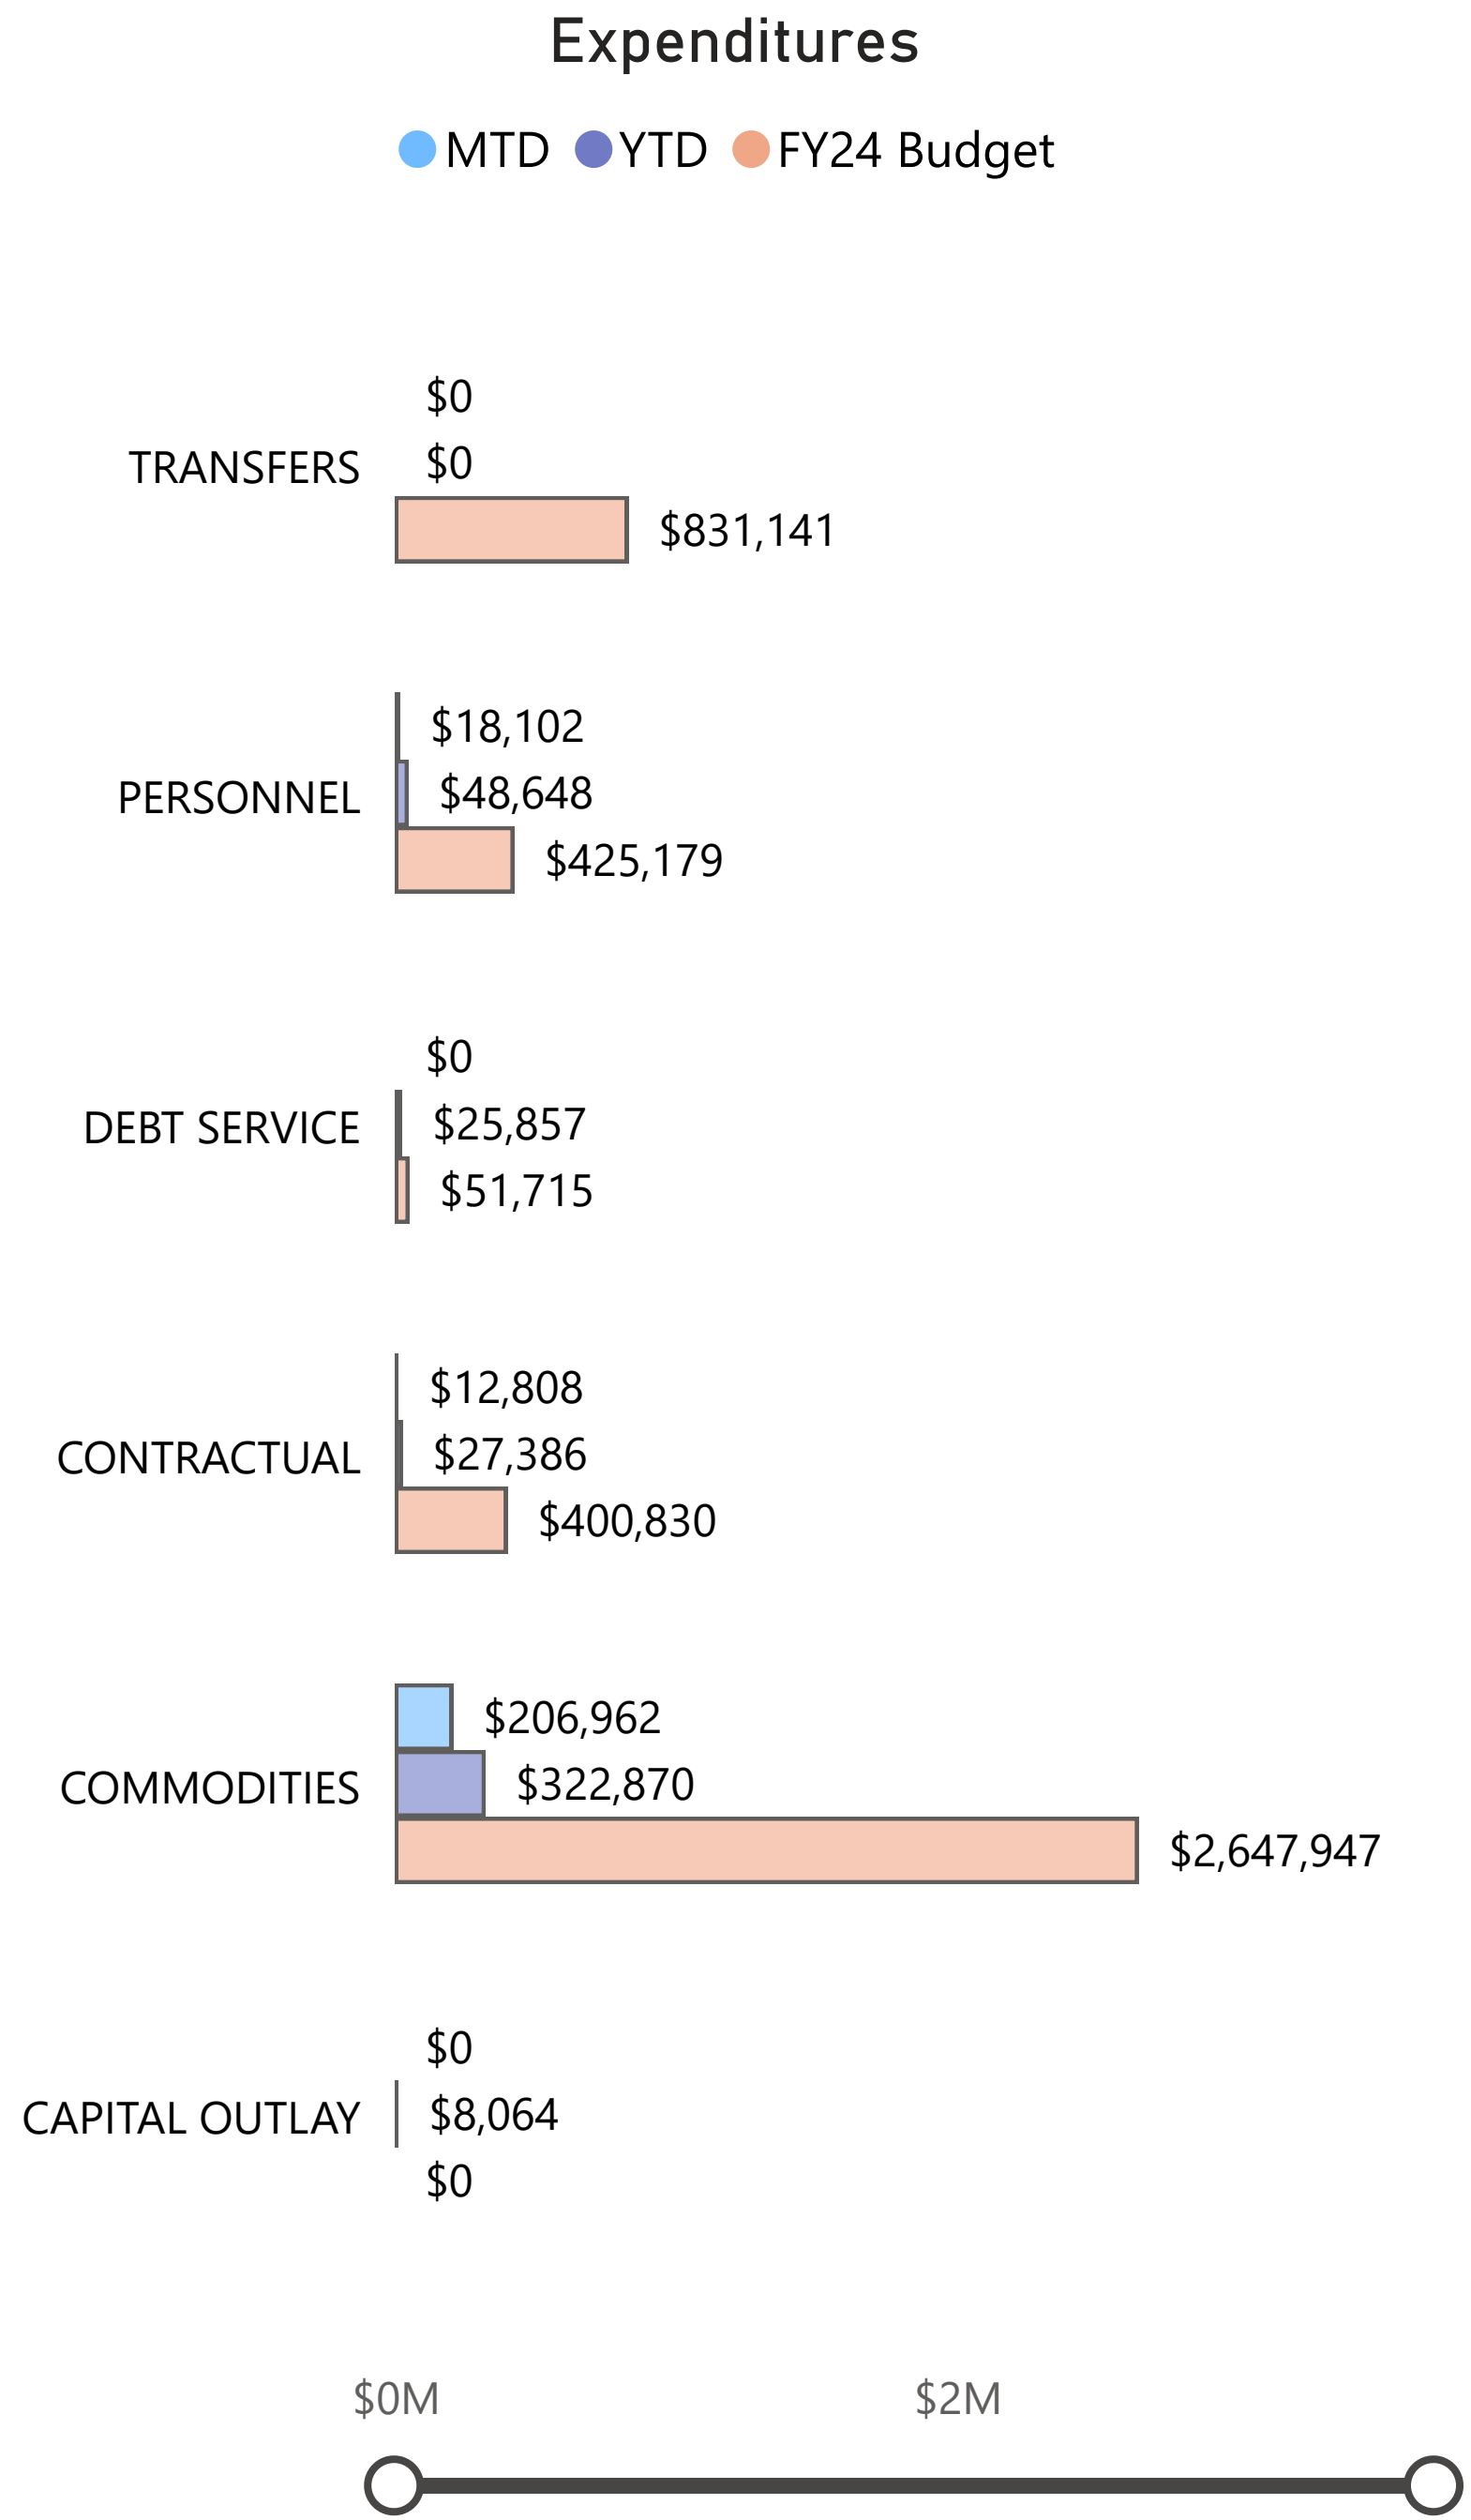 Expenditures
MTD YTD FY24 Budget
$0
TRANSFERS $0
$831,141
$18,102
PERSONNEL $48,648
$425,179
$0
DEBT SERVICE $25,857
$51,715
$12,808
CONTRACTUAL $27,386
$400,830
$206,962
COMMODITIES $322,870
$2,647,947
$0
CAPITAL OUTLAY $8,064
$0
$0M $2M